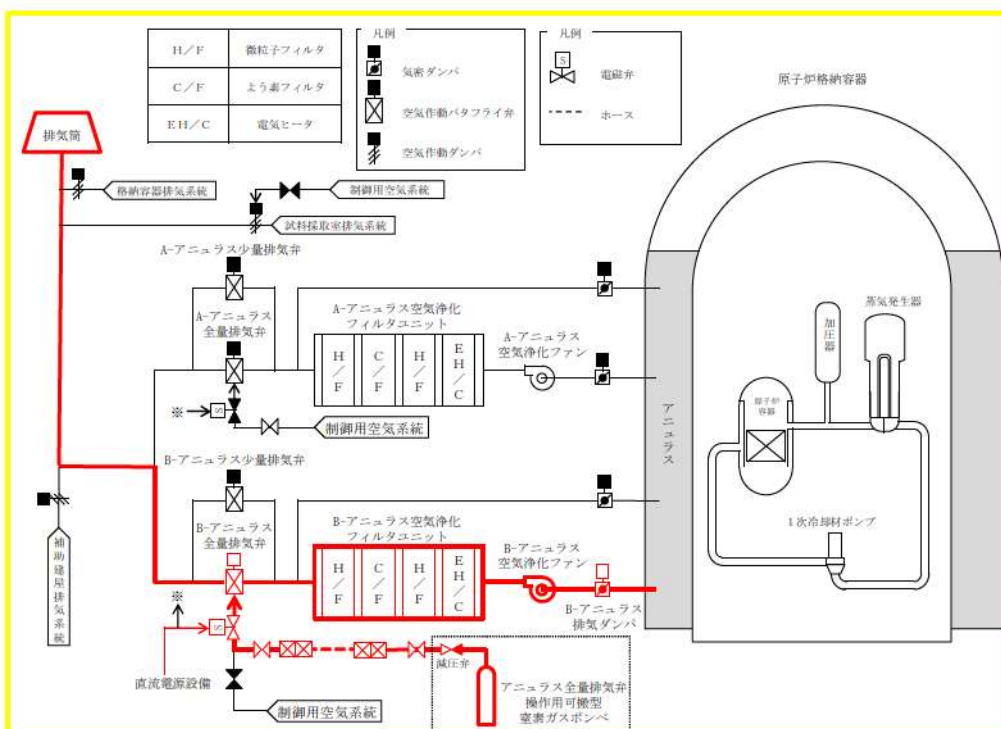 H／F 微粒子フィルタ
C／F よう素フィルタ
EH／C 電気ヒータ
凡例
気密ダンパ
空気作動バタフライ弁
空気作動ダンパ
凡例
S
電磁弁
ホース
原子炉格納容器
排気筒
格納容器排気系統
制御用空気系統
試料採取室排気系統
A-アニュラス少量排気弁
A-アニュラス
全量排気弁
A-アニュラス空気浄化
フィルタユニット
H／F
C／F
H／F
EH／C
A-アニュラス
空気浄化ファン
※
S
制御用空気系統
アニュラス
加圧器
蒸気発生器
原子炉
容器
1次冷却材ポンプ
B-アニュラス少量排気弁
B-アニュラス
全量排気弁
B-アニュラス空気浄化
フィルタユニット
H／F
C／F
H／F
EH／C
B-アニュラス
空気浄化ファン
B-アニュラス
排気ダンパ
補助建屋排気系統
※
S
直流電源設備
制御用空気系統
減圧弁
アニュラス全量排気弁
操作用可搬型
窒素ガスボンベ